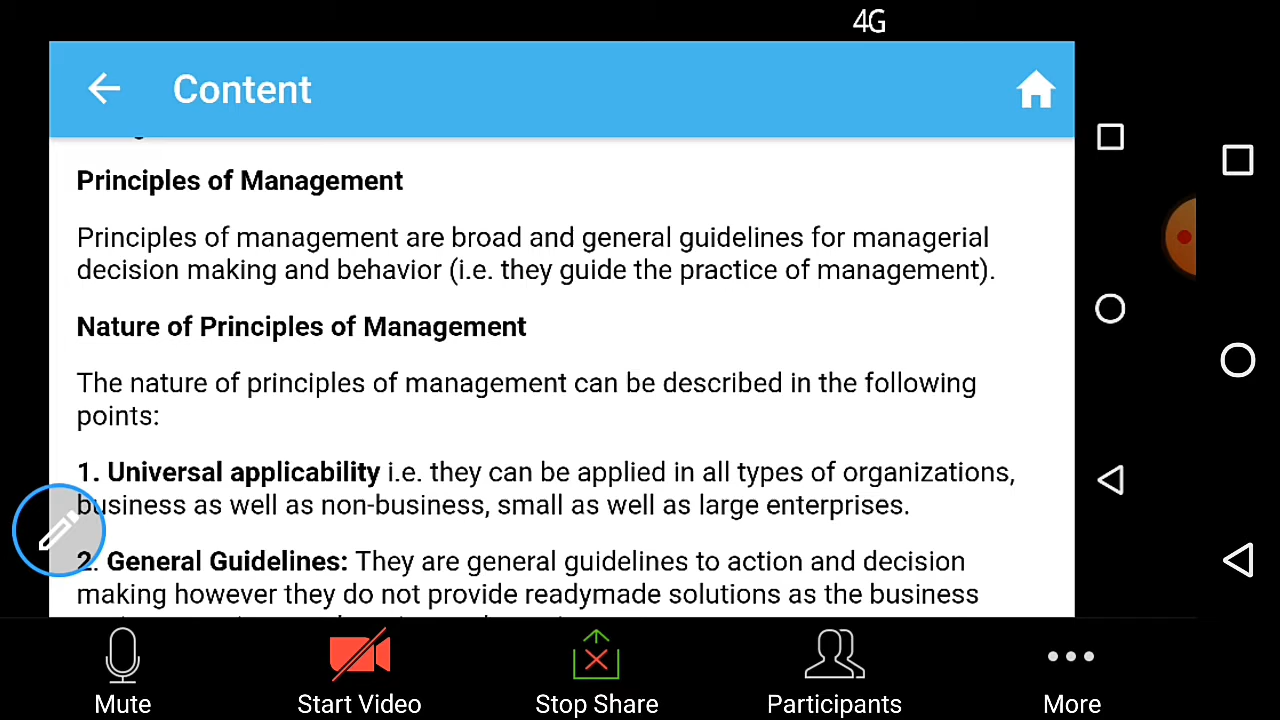 4G
Content
Principles of Management
Principles of management are broad and general guidelines for managerial
decision making and behavior (i.e. they guide the practice of management).
Nature of Principles of Management
The nature of principles of management can be described in the following
points:
1. Universal applicability i.e. they can be applied in all types of organizations,
business as well as non-business, small as well as large enterprises.
2. General Guidelines: They are general guidelines to action and decision
making however they do not provide readymade solutions as the business
Mute
Start Video
Stop Share
Participants
More